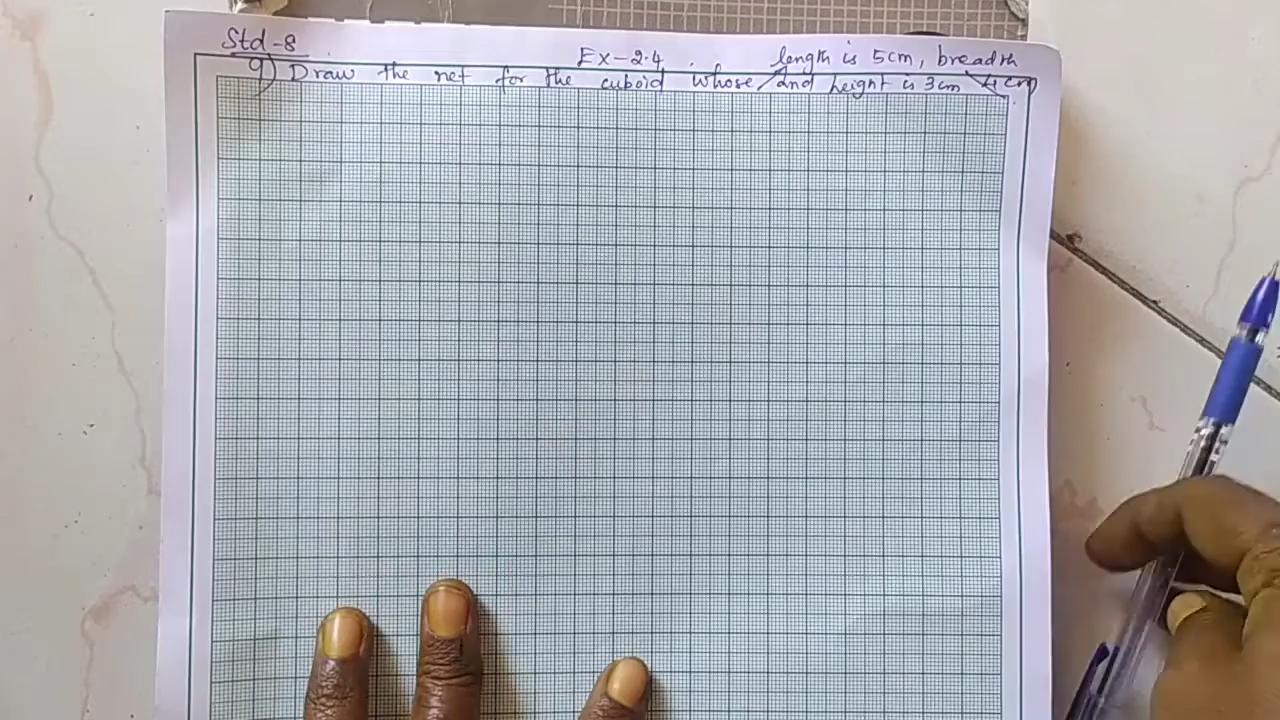 Std-8
Ex-2.4
length is 5cm, breadth
9) Draw the net for the cuboid whose and height is 3cm 4cm